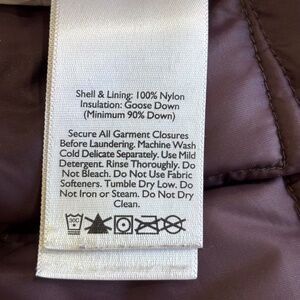 Shell & Lining: 100% Nylon
Insulation: Goose Down
(Minimum 90% Down)
Secure All Garment Closures
Before Laundering. Machine Wash
Cold Delicate Separately. Use Mild
Detergent. Rinse Thoroughly. Do
Not Bleach. Do Not Use Fabric
Softeners. Tumble Dry Low. Do
Not Iron or Steam. Do Not Dry
Clean.
30C